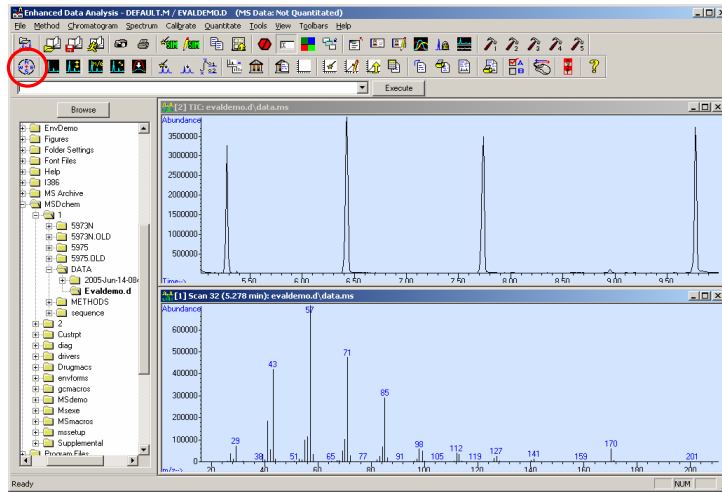 Enhanced Data Analysis - DEFAULT.M / EVALDEMO.D (MS Data: Not Quantitated)
File Method Chromatogram Spectrum Calibrate Quantitate Tools View Toolbars Help
Execute
Browse
EnvDemo
Figures
Folder Settings
Font Files
Help
I386
MS Archive
MSDchem
1
5973N
5973N.OLD
5975
5975.OLD
DATA
2005-Jun-14-08
Evaldemo.d
METHODS
sequence
2
Custrpt
diag
drivers
Drugmacs
envforms
gcmacros
MSdemo
Msexe
MSmacros
mssetup
Supplemental
Program Files
[2] TIC: evaldemo.d\data.ms
Abundance
3500000
3000000
2500000
2000000
1500000
1000000
500000
Time--> 5.50 6.00 6.50 7.00 7.50 8.00 8.50 9.00 9.50
[1] Scan 32 (5.278 min): evaldemo.d\data.ms
Abundance
57
600000
500000
71
43
400000
85
300000
200000
100000
29 38 51 65 77 91 98 105 112 119 127 141 159 170 201
0
m/z--> 20 40 60 80 100 120 140 160 180 200
Ready
NUM